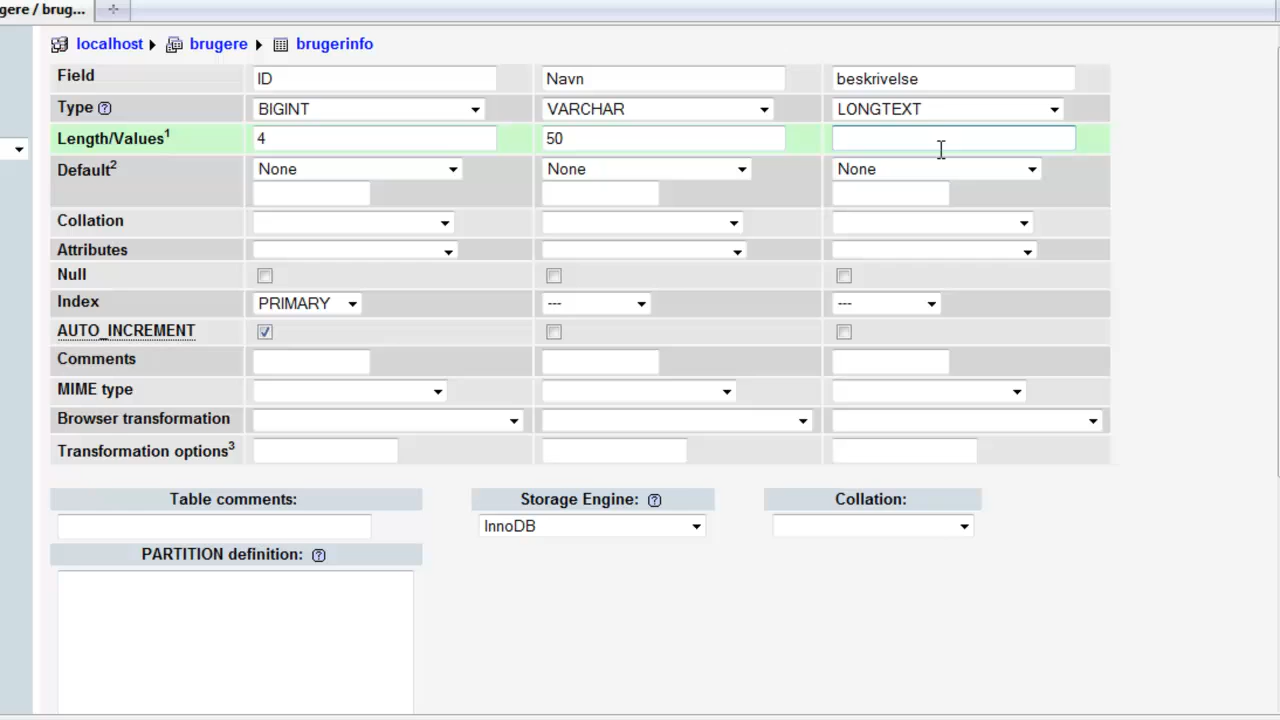 gere / brug...
localhost brugere brugerinfo
Field ID Navn beskrivelse
Type BIGINT VARCHAR LONGTEXT
Length/Values1 4 50
Default2 None None None
Collation
Attributes
Null
Index PRIMARY --- ---
AUTO_INCREMENT
Comments
MIME type
Browser transformation
Transformation options3
Table comments: Storage Engine: Collation:
InnoDB
PARTITION definition: